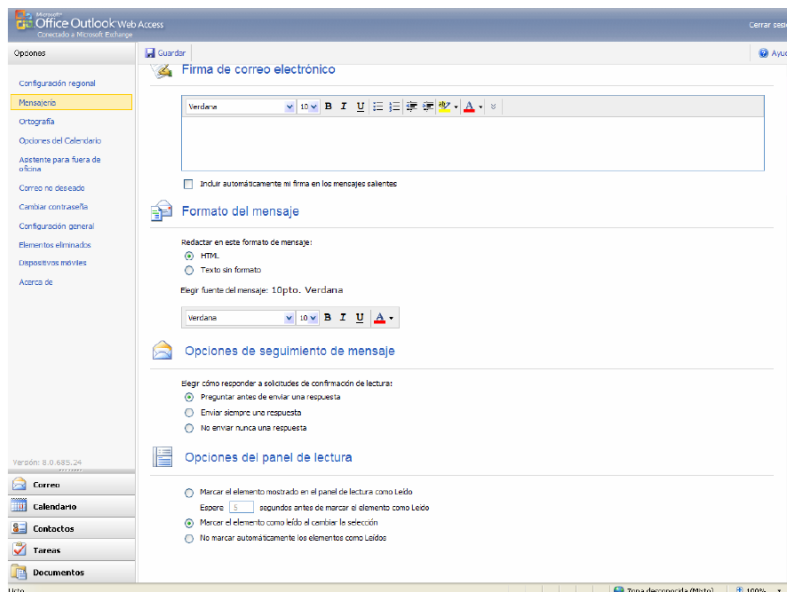 Microsoft
Office Outlook Web Access
Conectado a Microsoft Exchange
Cerrar sesi
Opciones
Guardar
Ayud
Configuración regional
Mensajería
Ortografía
Opciones del Calendario
Asistente para fuera de
oficina
Correo no deseado
Cambiar contraseña
Configuración general
Elementos eliminados
Dispositivos móviles
Acerca de
Versión: 8.0.685.24
Correo
Calendario
Contactos
Tareas
Documentos
Firma de correo electrónico
Verdana 10 B I U A
Incluir automáticamente mi firma en los mensajes salientes
Formato del mensaje
Redactar en este formato de mensaje:
HTML
Texto sin formato
Elegir fuente del mensaje: 10pto. Verdana
Verdana 10 B I U A
Opciones de seguimiento de mensaje
Elegir cómo responder a solicitudes de confirmación de lectura:
Preguntar antes de enviar una respuesta
Enviar siempre una respuesta
No enviar nunca una respuesta
Opciones del panel de lectura
Marcar el elemento mostrado en el panel de lectura como Leído
Espere 5 segundos antes de marcar el elemento como Leído
Marcar el elemento como leído al cambiar la selección
No marcar automáticamente los elementos como Leídos
Listo
Zona desconocida (Mixto)
100%